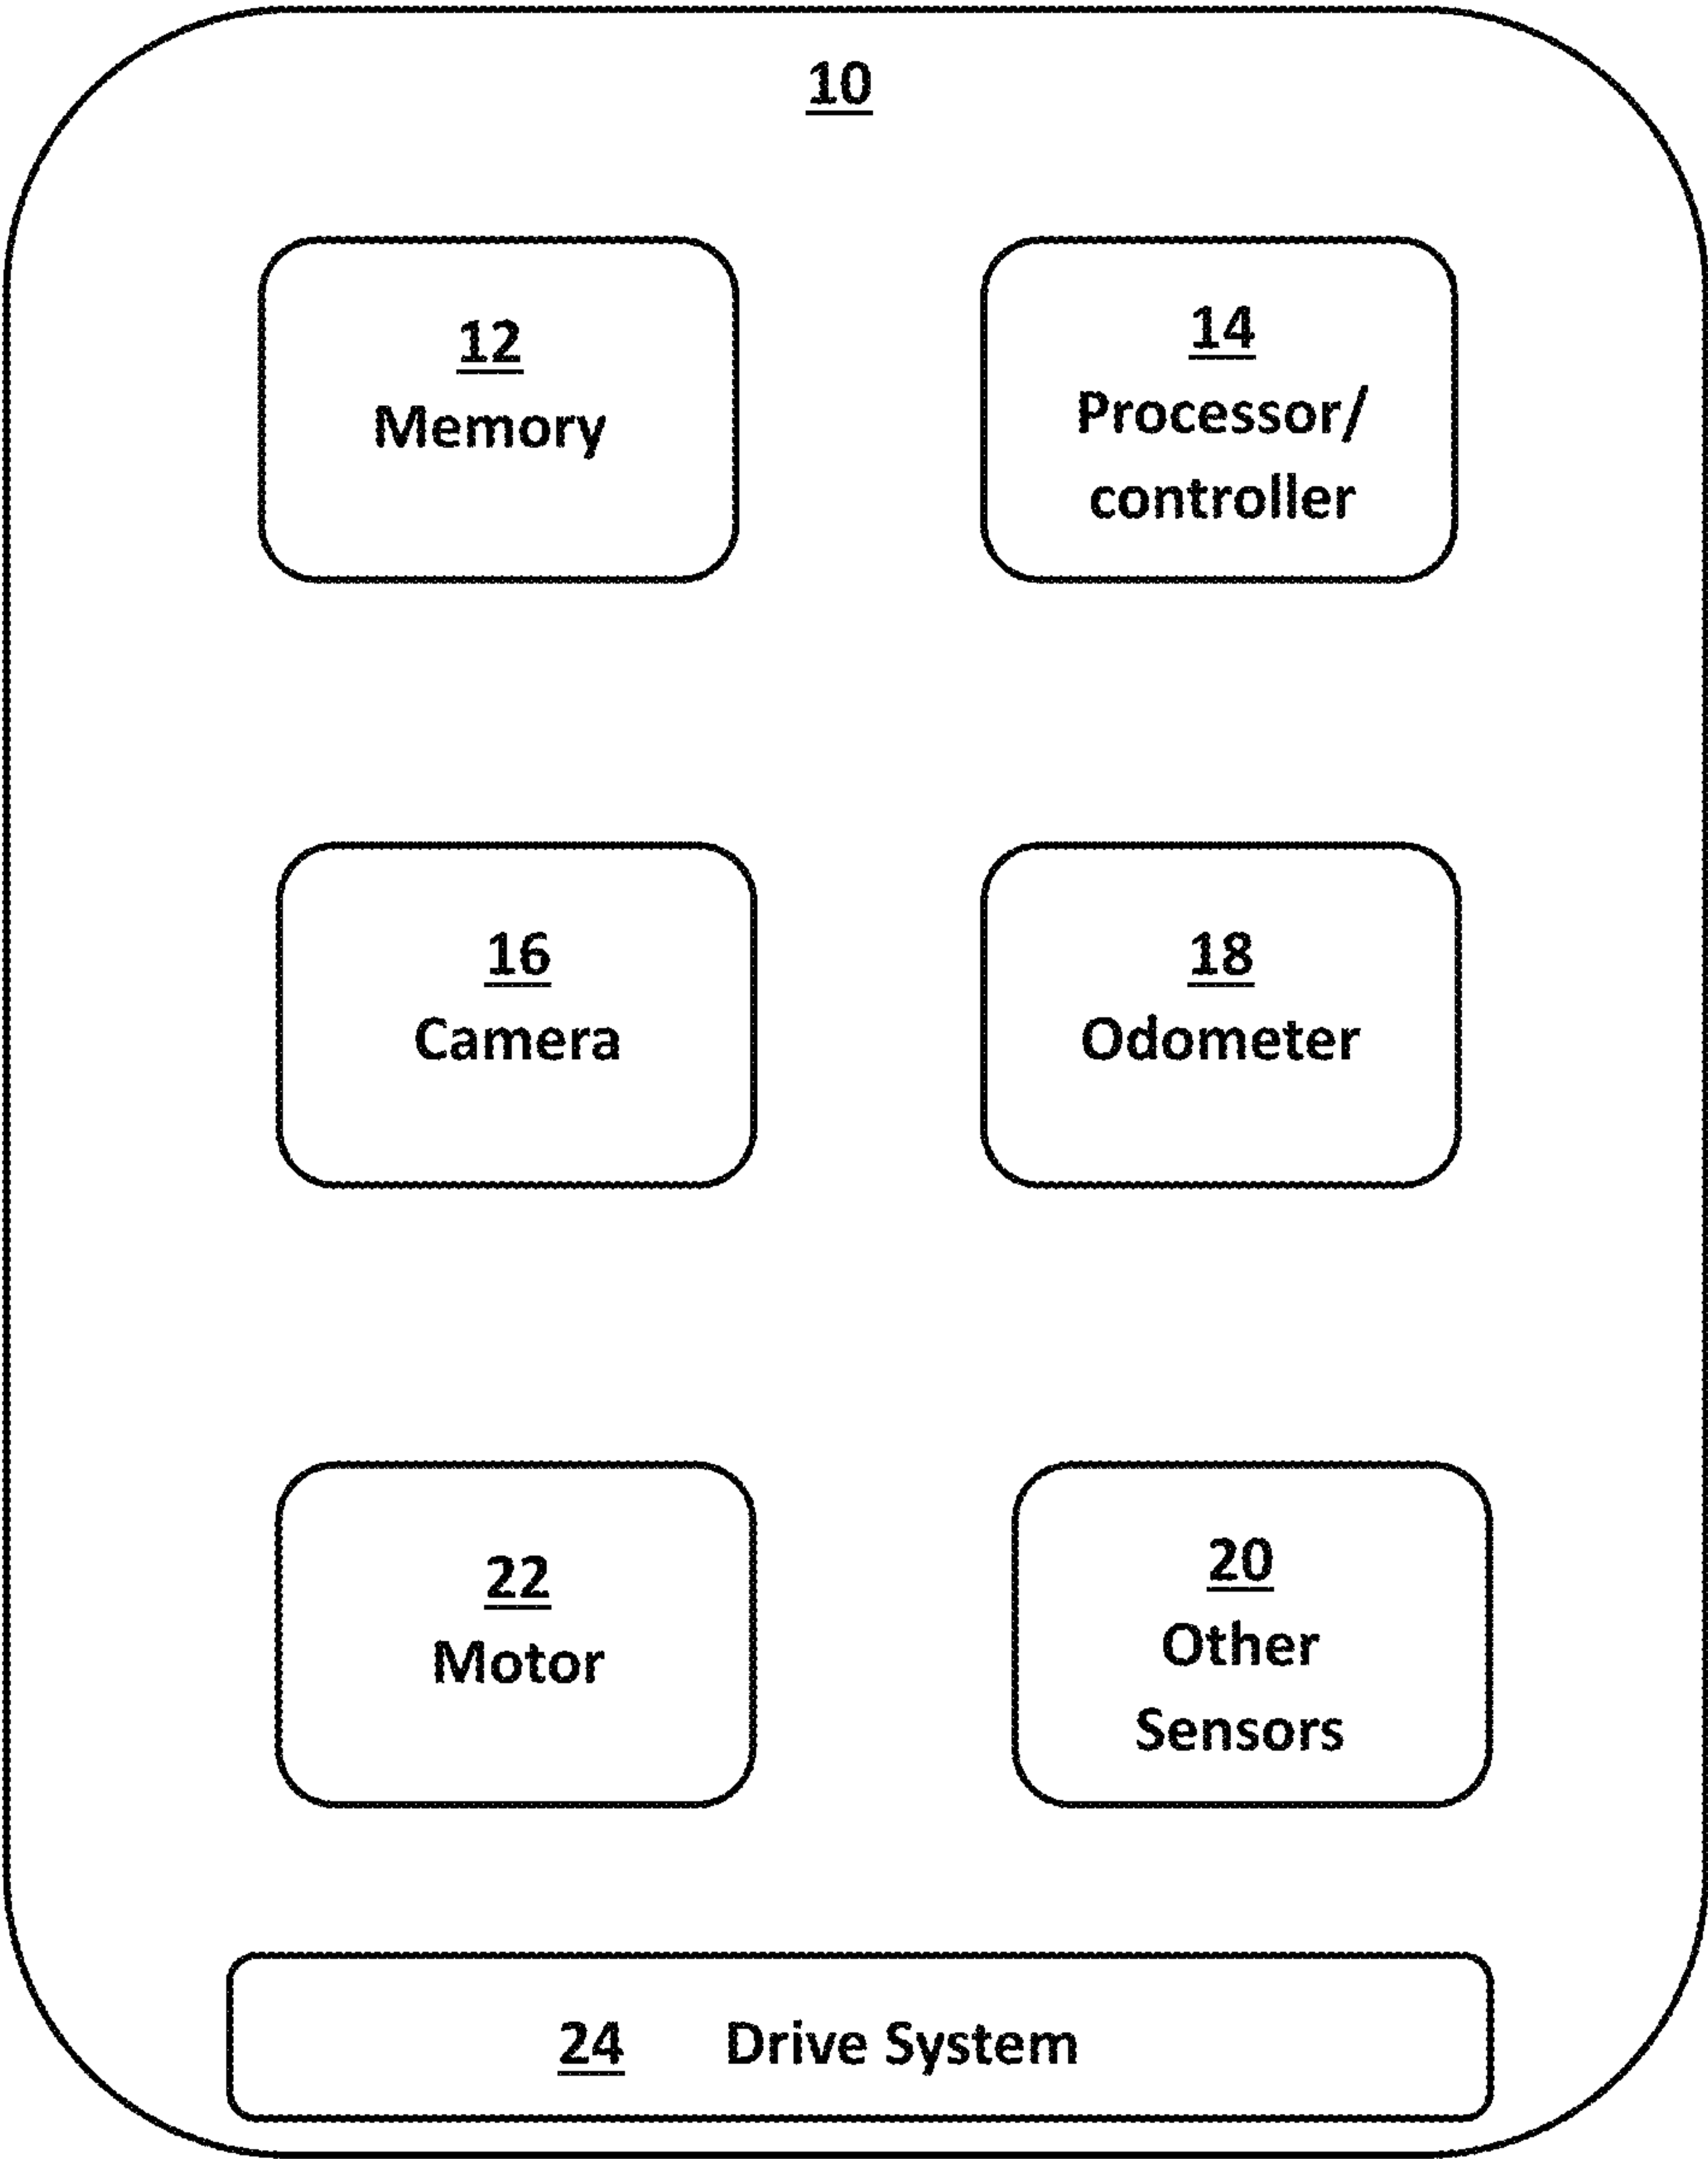 10
12
Memory
14
Processor/
controller
16
Camera
18
Odometer
22
Motor
20
Other
Sensors
24 Drive System